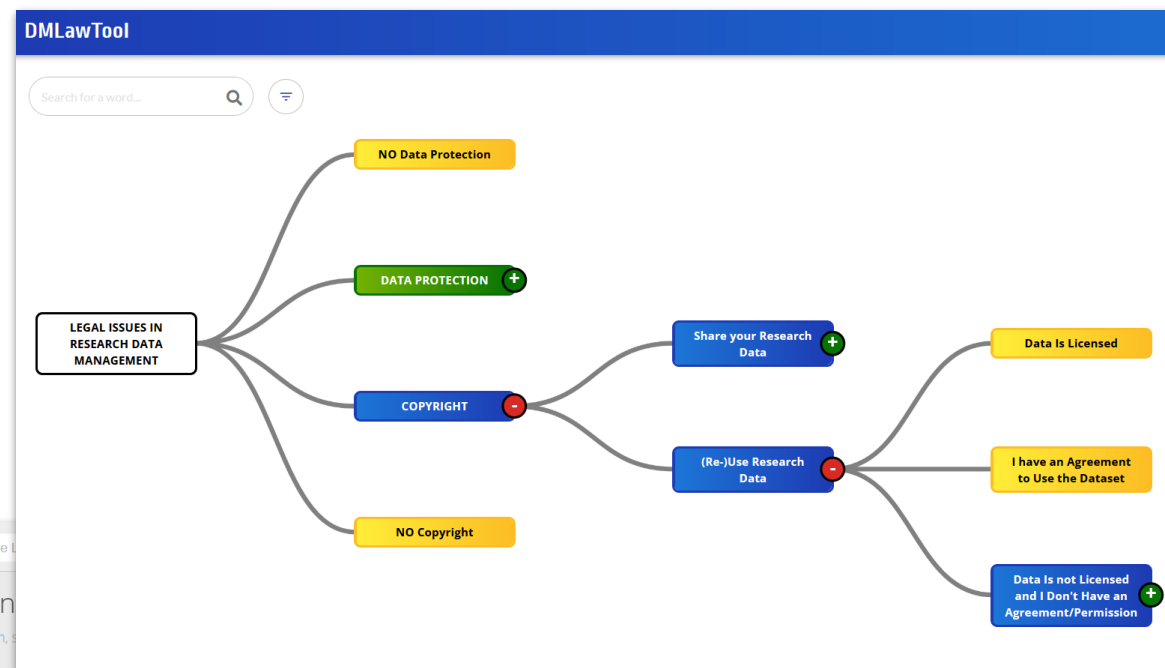 DMLawTool
Search for a word...
NO Data Protection
DATA PROTECTION
+
LEGAL ISSUES IN
RESEARCH DATA
MANAGEMENT
Share your Research
Data
+
Data Is Licensed
COPYRIGHT
-
(Re-)Use Research
Data
-
I have an Agreement
to Use the Dataset
NO Copyright
Data Is not Licensed
and I Don't Have an
Agreement/Permission
+